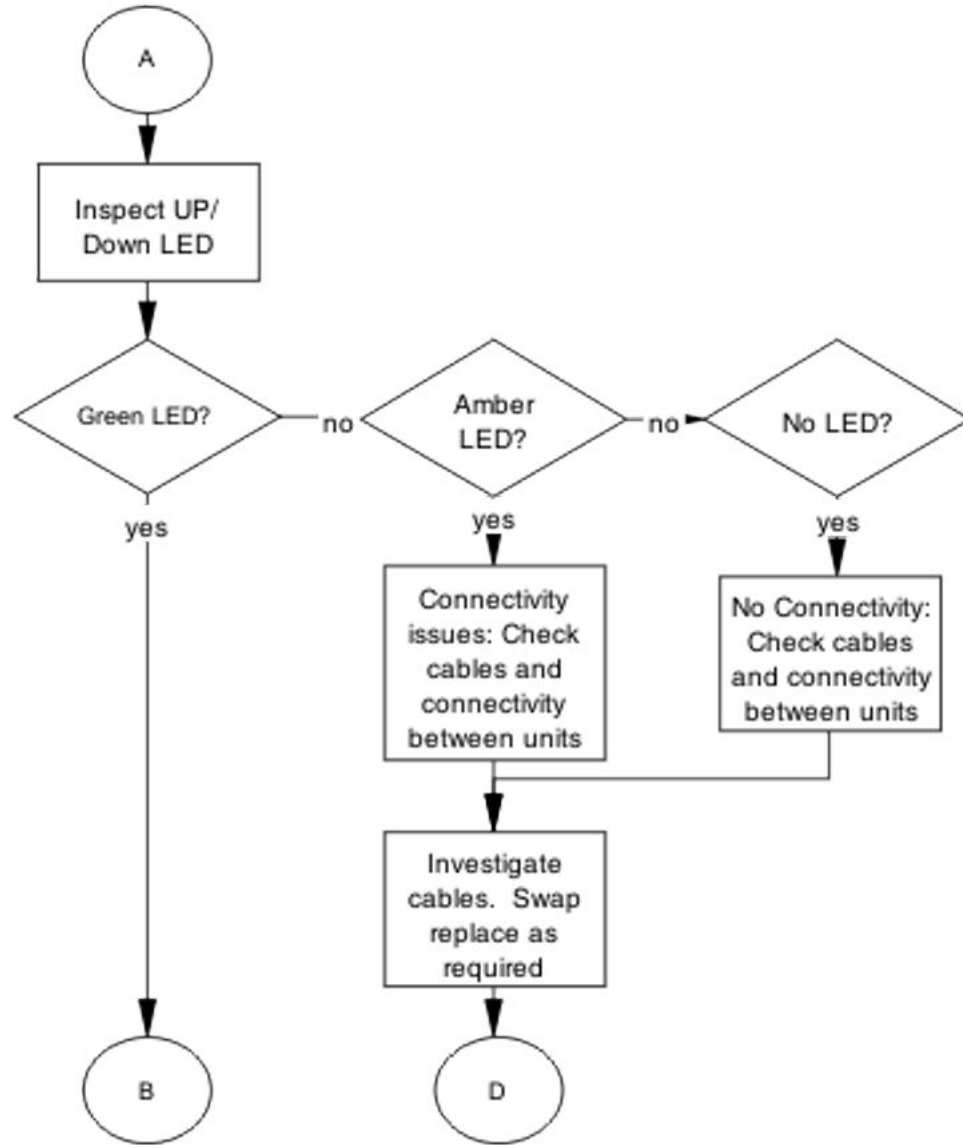 A
Inspect UP/
Down LED
Green LED?
no
Amber
LED?
no
No LED?
yes
yes
yes
Connectivity
issues: Check
cables and
connectivity
between units
No Connectivity:
Check cables
and connectivity
between units
Investigate
cables. Swap
replace as
required
B
D